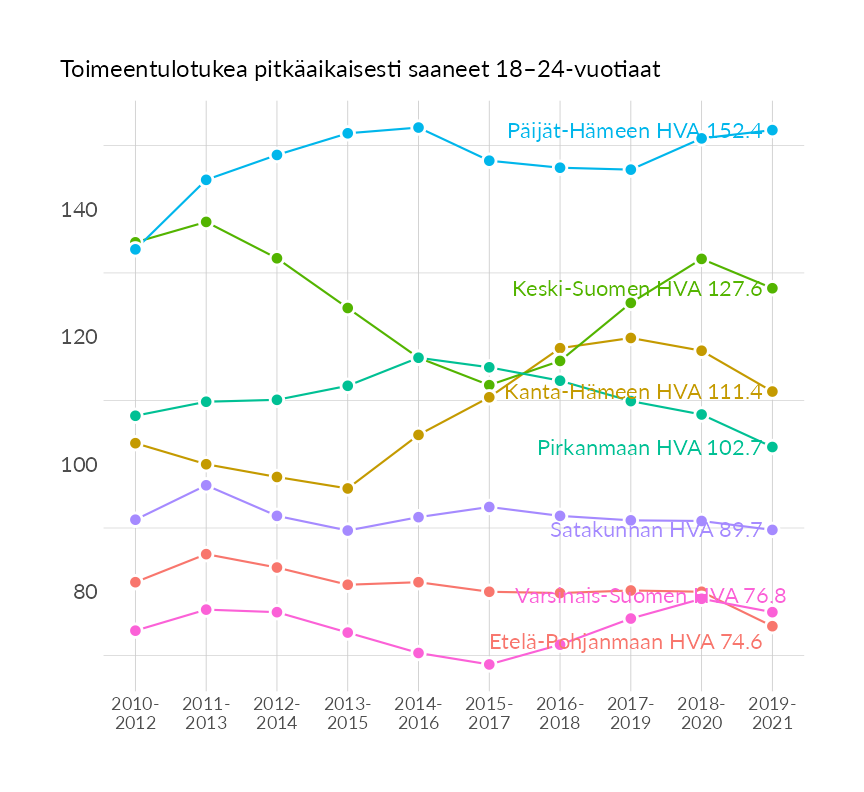 Toimeentulotukea pitkäaikaisesti saaneet 18–24-vuotiaat
Päijät-Hämeen HVA 152.4
140
Keski-Suomen HVA 127.6
120
Kanta-Hämeen HVA 111.4
Pirkanmaan HVA 102.7
100
Satakunnan HVA 89.7
80
Varsinais-Suomen HVA 76.8
Etelä-Pohjanmaan HVA 74.6
2010- 2011- 2012- 2013- 2014- 2015- 2016- 2017- 2018- 2019-
2012 2013 2014 2015 2016 2017 2018 2019 2020 2021